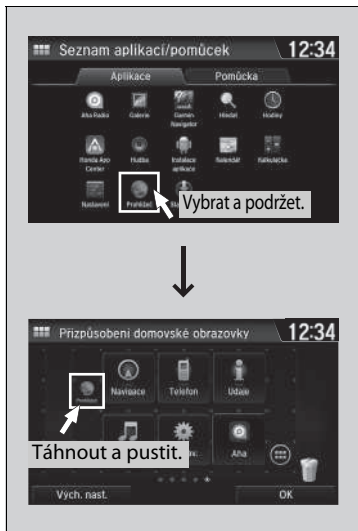 Seznam aplikací/pomůcek 12:34
Aplikace Pomůcka
Aha Radio Galerie Garmin Navigator Hledat Hodiny
Honda App Center Hudba Instalace aplikace Kalendář Kalkulačka
Nastavení Prohlížeč
Vybrat a podržet.
Přizpůsobení domovské obrazovky 12:34
Prohlížeč Navigace Telefon Údaje
Táhnout a pustit.
Aha
Vých. nast. OK